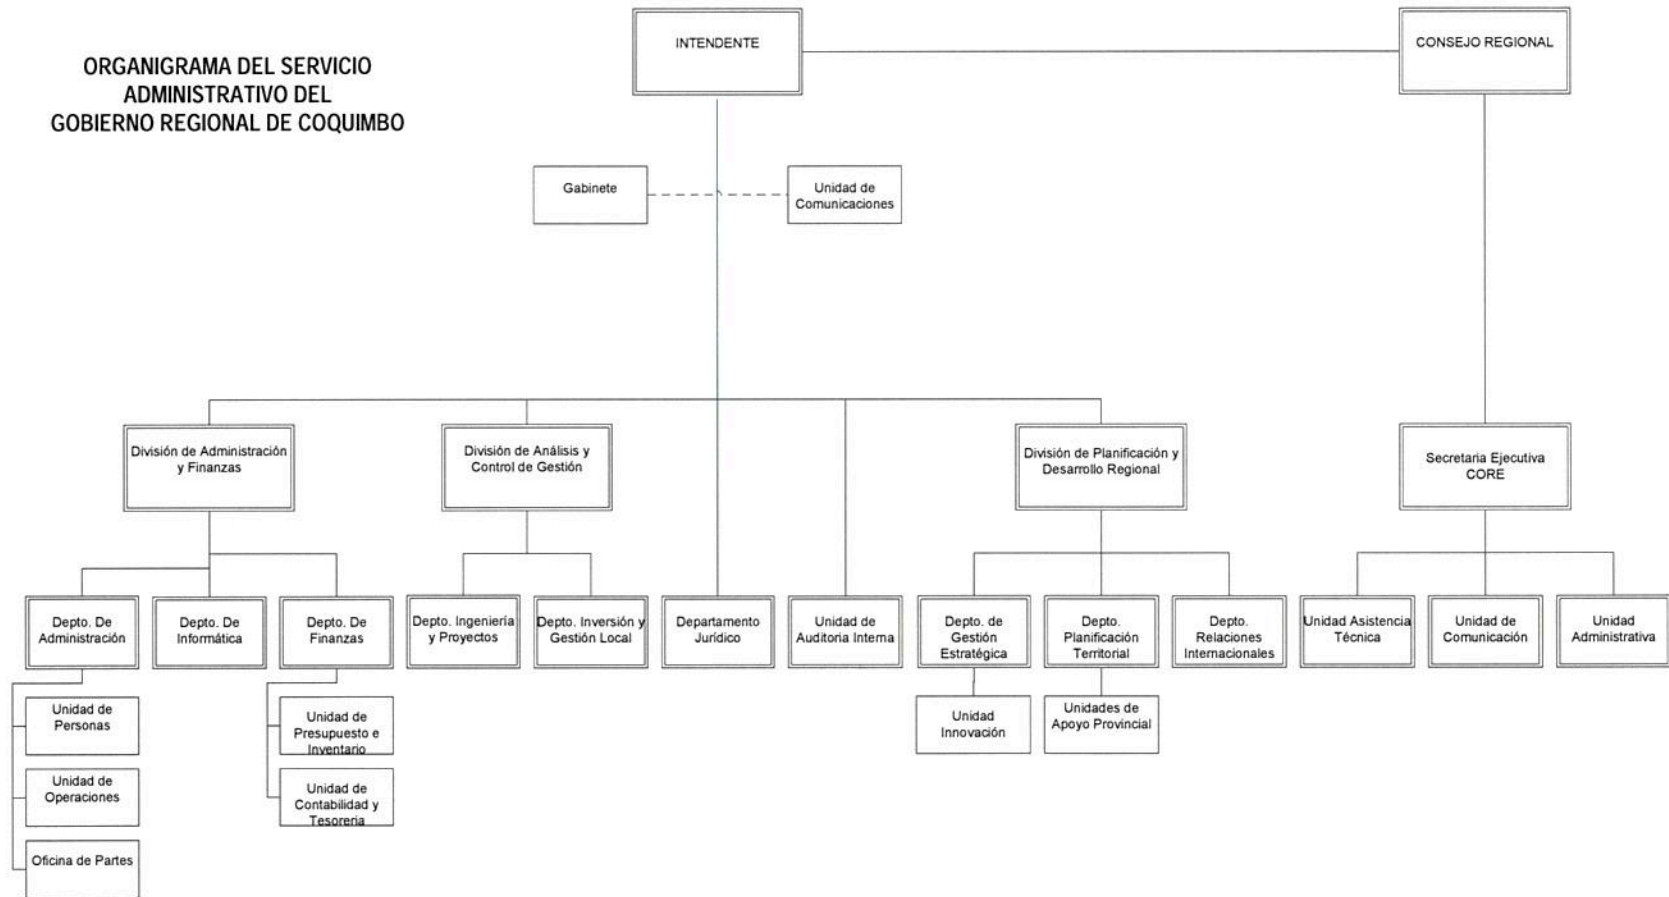 ORGANIGRAMA DEL SERVICIO
ADMINISTRATIVO DEL
GOBIERNO REGIONAL DE COQUIMBO
INTENDENTE
CONSEJO REGIONAL
Gabinete
Unidad de
Comunicaciones
División de Administración
y Finanzas
División de Análisis y
Control de Gestión
División de Planificación y
Desarrollo Regional
Secretaria Ejecutiva
CORE
Depto. De
Administración
Depto. De
Informática
Depto. De
Finanzas
Depto. Ingeniería
y Proyectos
Depto. Inversión y
Gestión Local
Departamento
Jurídico
Unidad de
Auditoria Interna
Depto. de
Gestión
Estratégica
Depto.
Planificación
Territorial
Depto.
Relaciones
Internacionales
Unidad Asistencia
Técnica
Unidad de
Comunicación
Unidad
Administrativa
Unidad de
Personas
Unidad de
Presupuesto e
Inventario
Unidad
Innovación
Unidades de
Apoyo Provincial
Unidad de
Operaciones
Unidad de
Contabilidad y
Tesoreria
Oficina de Partes